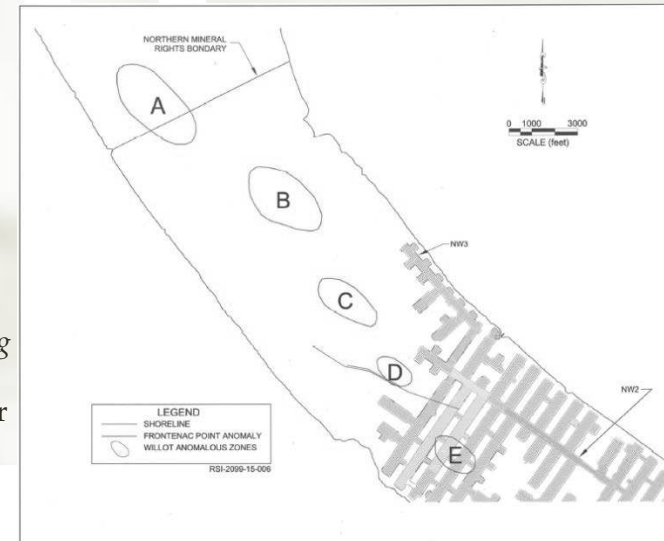 NORTHERN MINERAL
RIGHTS BONDARY
A
0 1000 3000
SCALE (feet)
B
NW3
C
g
D
r
NW2
LEGEND
SHORELINE
FRONTENAC POINT ANOMALY
WILLOT ANOMALOUS ZONES
E
RSI-2099-15-006